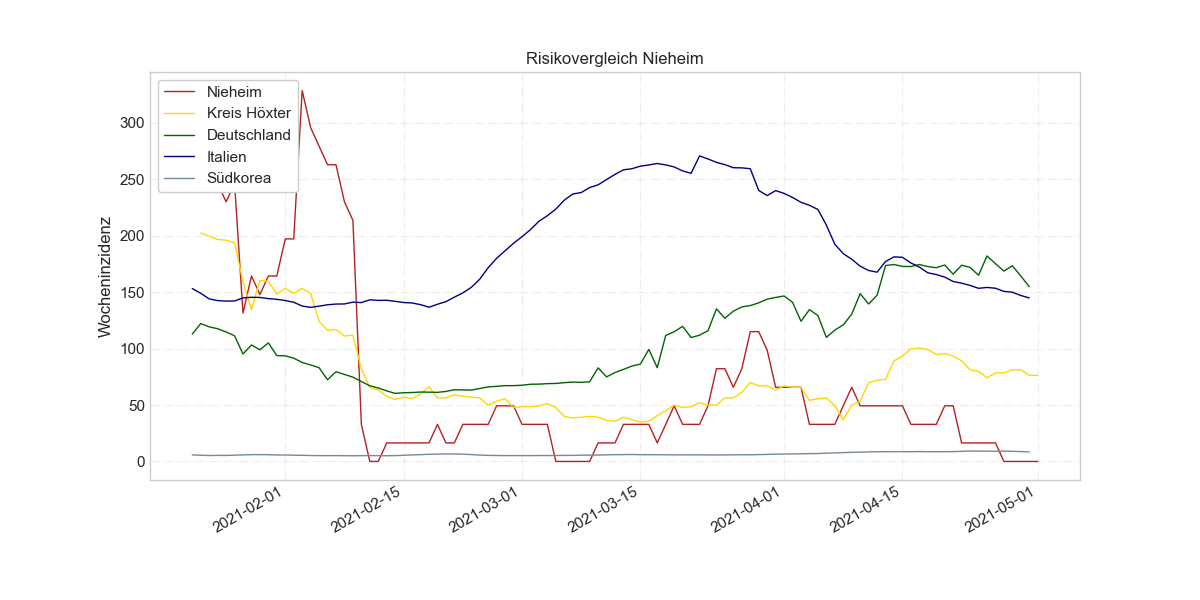 Risikovergleich Nieheim
Nieheim
Kreis Höxter
Deutschland
Italien
Südkorea
Wocheninzidenz
300
250
200
150
100
50
0
2021-02-01
2021-02-15
2021-03-01
2021-03-15
2021-04-01
2021-04-15
2021-05-01